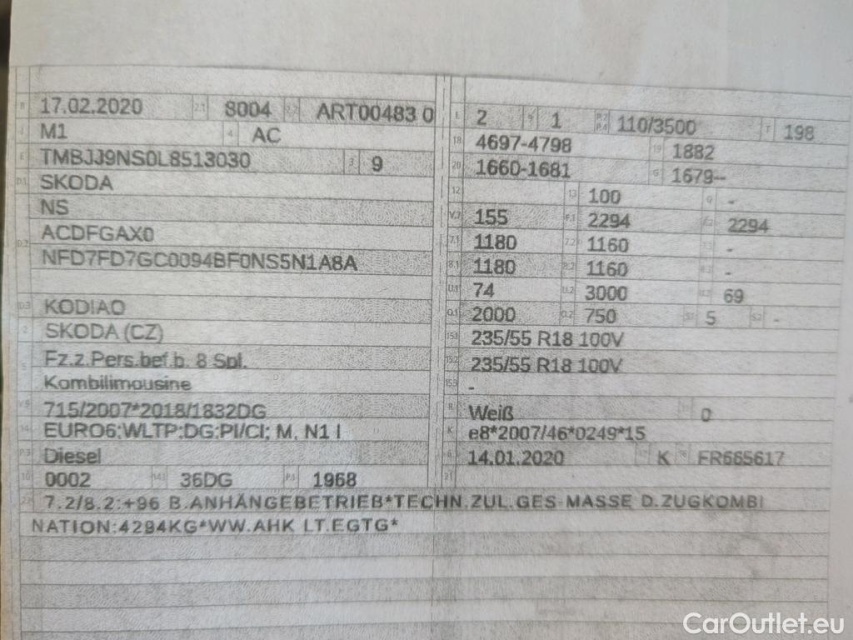 17.02.2020 8004 ART00483 0
M1 AC
TMBJJ9NS0L8513030 9
SKODA
NS
ACDFGAX0
NFD7FD7GC0094BF0NS5N1A8A
KODIAQ
SKODA (CZ)
Fz.z.Pers.bef.b. 8 Spl.
Kombilimousine
715/2007*2018/1832DG
EURO6;WLTP;DG;PI/CI; M, N1 I
Diesel
0002 36DG 1968
2 1 110/3500 198
4697-4798 1882
1660-1681 1679--
100 -
155 2294 2294
1180 1160 -
1180 1160 -
74 3000 69
2000 750 5 -
235/55 R18 100V
235/55 R18 100V
-
Weiß 0
e8*2007/46*0249*15
14.01.2020 K FR665617
7.2/8.2:+96 B.ANHÄNGEBETRIEB*TECHN.ZUL.GES-MASSE D.ZUGKOMBI
NATION:4294KG*WW.AHK LT.EGTG*
CarOutlet.eu